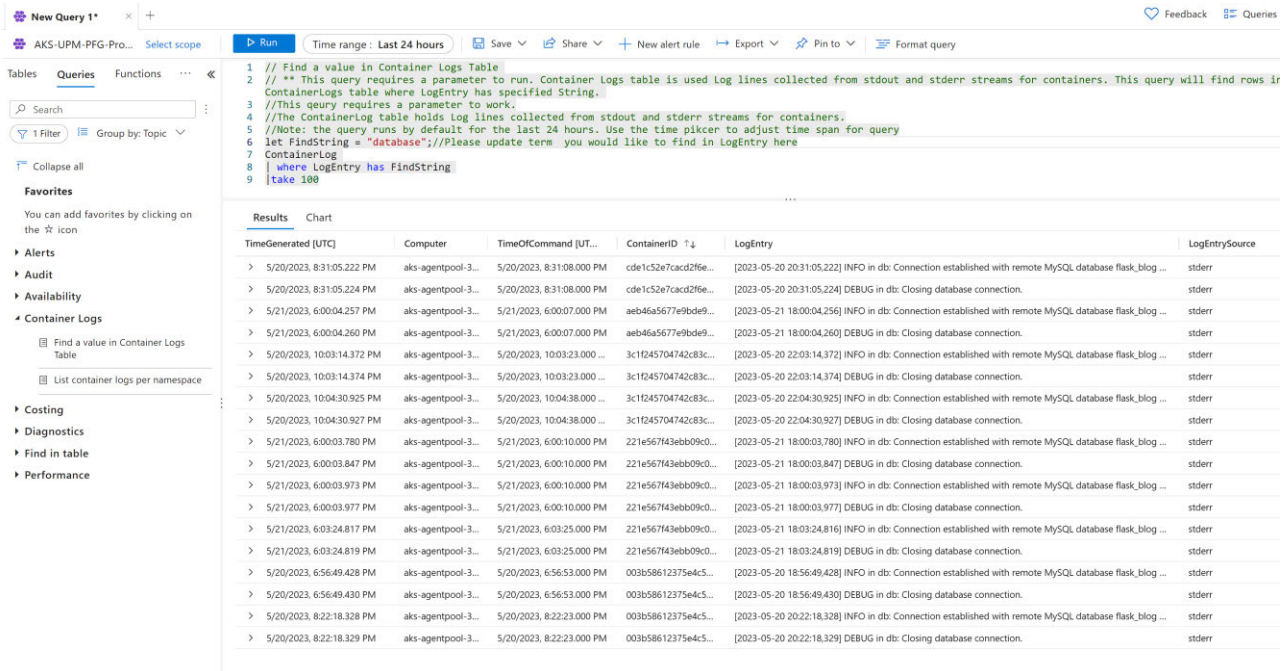 New Query 1*
Feedback
Queries
AKS-UPM-PFG-Pro...
Select scope
Run
Time range : Last 24 hours
Save
Share
New alert rule
Export
Pin to
Format query
Tables
Queries
Functions
Search
1 Filter
Group by: Topic
Collapse all
Favorites
You can add favorites by clicking on
the ☆ icon
Alerts
Audit
Availability
Container Logs
Find a value in Container Logs
Table
List container logs per namespace
Costing
Diagnostics
Find in table
Performance
1 // Find a value in Container Logs Table
2 // ** This query requires a parameter to run. Container Logs table is used Log lines collected from stdout and stderr streams for containers. This query will find rows in
ContainerLogs table where LogEntry has specified String.
3 //This qeury requires a parameter to work.
4 //The ContainerLog table holds Log lines collected from stdout and stderr streams for containers.
5 //Note: the query runs by default for the last 24 hours. Use the time pikcer to adjust time span for query
6 let FindString = "database";//Please update term  you would like to find in LogEntry here
7 ContainerLog
8 | where LogEntry has FindString
9 |take 100
...
Results
Chart
TimeGenerated [UTC] Computer TimeOfCommand [UT... ContainerID LogEntry LogEntrySource
5/20/2023, 8:31:05.222 PM aks-agentpool-3... 5/20/2023, 8:31:08.000 PM cde1c52e7cacd2f6e... [2023-05-20 20:31:05,222] INFO in db: Connection established with remote MySQL database flask_blog ... stderr
5/20/2023, 8:31:05.224 PM aks-agentpool-3... 5/20/2023, 8:31:08.000 PM cde1c52e7cacd2f6e... [2023-05-20 20:31:05,224] DEBUG in db: Closing database connection. stderr
5/21/2023, 6:00:04.257 PM aks-agentpool-3... 5/21/2023, 6:00:07.000 PM aeb46a5677e9bde9... [2023-05-21 18:00:04,256] INFO in db: Connection established with remote MySQL database flask_blog ... stderr
5/21/2023, 6:00:04.260 PM aks-agentpool-3... 5/21/2023, 6:00:07.000 PM aeb46a5677e9bde9... [2023-05-21 18:00:04,260] DEBUG in db: Closing database connection. stderr
5/20/2023, 10:03:14.372 PM aks-agentpool-3... 5/20/2023, 10:03:23.000 ... 3c1f245704742c83c... [2023-05-20 22:03:14,372] INFO in db: Connection established with remote MySQL database flask_blog ... stderr
5/20/2023, 10:03:14.374 PM aks-agentpool-3... 5/20/2023, 10:03:23.000 ... 3c1f245704742c83c... [2023-05-20 22:03:14,374] DEBUG in db: Closing database connection. stderr
5/20/2023, 10:04:30.925 PM aks-agentpool-3... 5/20/2023, 10:04:38.000 ... 3c1f245704742c83c... [2023-05-20 22:04:30,925] INFO in db: Connection established with remote MySQL database flask_blog ... stderr
5/20/2023, 10:04:30.927 PM aks-agentpool-3... 5/20/2023, 10:04:38.000 ... 3c1f245704742c83c... [2023-05-20 22:04:30,927] DEBUG in db: Closing database connection. stderr
5/21/2023, 6:00:03.780 PM aks-agentpool-3... 5/21/2023, 6:00:10.000 PM 221e567f43ebb09c0... [2023-05-21 18:00:03,780] INFO in db: Connection established with remote MySQL database flask_blog ... stderr
5/21/2023, 6:00:03.847 PM aks-agentpool-3... 5/21/2023, 6:00:10.000 PM 221e567f43ebb09c0... [2023-05-21 18:00:03,847] DEBUG in db: Closing database connection. stderr
5/21/2023, 6:00:03.973 PM aks-agentpool-3... 5/21/2023, 6:00:10.000 PM 221e567f43ebb09c0... [2023-05-21 18:00:03,973] INFO in db: Connection established with remote MySQL database flask_blog ... stderr
5/21/2023, 6:00:03.977 PM aks-agentpool-3... 5/21/2023, 6:00:10.000 PM 221e567f43ebb09c0... [2023-05-21 18:00:03,977] DEBUG in db: Closing database connection. stderr
5/21/2023, 6:03:24.817 PM aks-agentpool-3... 5/21/2023, 6:03:25.000 PM 221e567f43ebb09c0... [2023-05-21 18:03:24,816] INFO in db: Connection established with remote MySQL database flask_blog ... stderr
5/21/2023, 6:03:24.819 PM aks-agentpool-3... 5/21/2023, 6:03:25.000 PM 221e567f43ebb09c0... [2023-05-21 18:03:24,819] DEBUG in db: Closing database connection. stderr
5/20/2023, 6:56:49.428 PM aks-agentpool-3... 5/20/2023, 6:56:53.000 PM 003b58612375e4c5... [2023-05-20 18:56:49,428] INFO in db: Connection established with remote MySQL database flask_blog ... stderr
5/20/2023, 6:56:49.430 PM aks-agentpool-3... 5/20/2023, 6:56:53.000 PM 003b58612375e4c5... [2023-05-20 18:56:49,430] DEBUG in db: Closing database connection. stderr
5/20/2023, 8:22:18.328 PM aks-agentpool-3... 5/20/2023, 8:22:23.000 PM 003b58612375e4c5... [2023-05-20 20:22:18,328] INFO in db: Connection established with remote MySQL database flask_blog ... stderr
5/20/2023, 8:22:18.329 PM aks-agentpool-3... 5/20/2023, 8:22:23.000 PM 003b58612375e4c5... [2023-05-20 20:22:18,329] DEBUG in db: Closing database connection. stderr